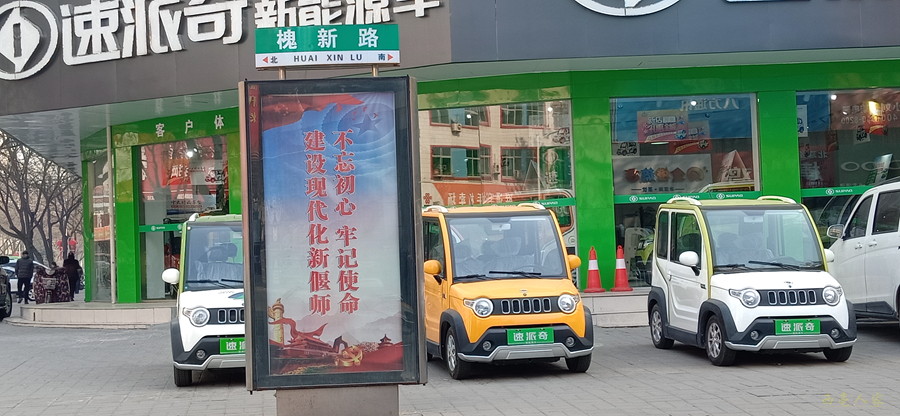 速派奇 新能源车
槐新路
北 HUAI XIN LU 南
客户体
不忘初心 牢记使命
建设现代化新偃师
速派奇
速派奇
速派奇